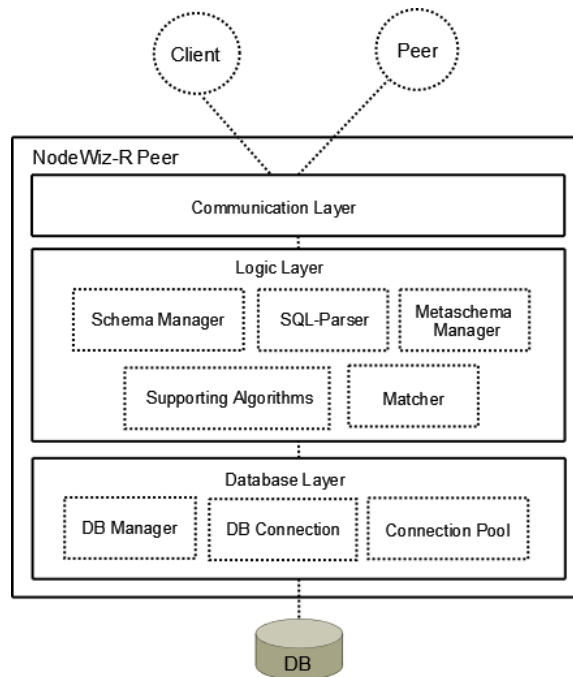 Client
Peer
NodeWiz-R Peer
Communication Layer
Logic Layer
Schema Manager
SQL-Parser
Metaschema
Manager
Supporting Algorithms
Matcher
Database Layer
DB Manager
DB Connection
Connection Pool
DB